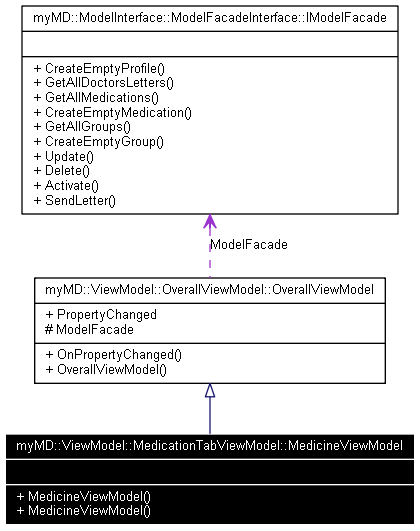 myMD::ModelInterface::ModelFacadeInterface::IModelFacade
+ CreateEmptyProfile()
+ GetAllDoctorsLetters()
+ GetAllMedications()
+ CreateEmptyMedication()
+ GetAllGroups()
+ CreateEmptyGroup()
+ Update()
+ Delete()
+ Activate()
+ SendLetter()
ModelFacade
myMD::ViewModel::OverallViewModel::OverallViewModel
+ PropertyChanged
# ModelFacade
+ OnPropertyChanged()
+ OverallViewModel()
myMD::ViewModel::MedicationTabViewModel::MedicineViewModel
+ MedicineViewModel()
+ MedicineViewModel()